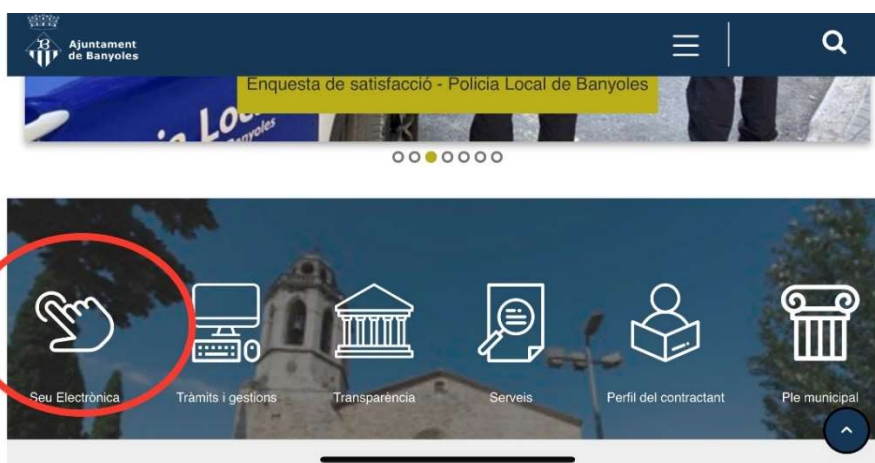 Ajuntament
de Banyoles
Enquesta de satisfacció - Policia Local de Banyoles
Seu Electrònica
Tràmits i gestions
Transparència
Serveis
Perfil del contractant
Ple municipal